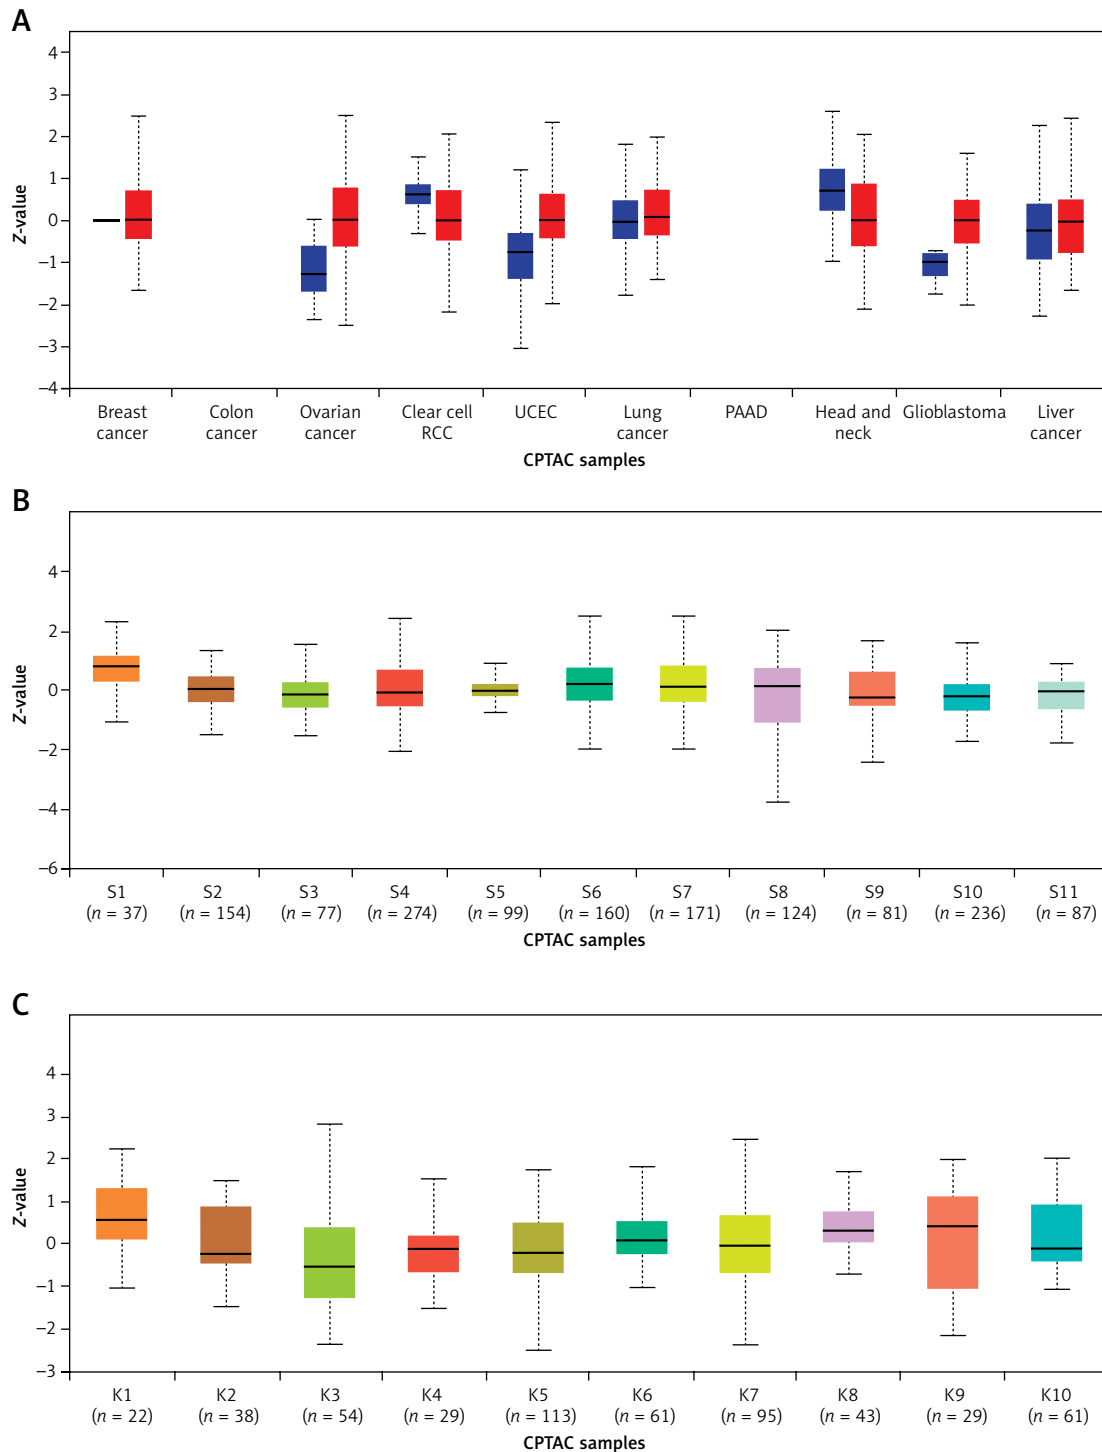 A
4
3
2
1
0
−1
−2
−3
−4
Z-value
Breast cancer
Colon cancer
Ovarian cancer
Clear cell RCC
UCEC
Lung cancer
PAAD
Head and neck
Glioblastoma
Liver cancer
CPTAC samples
B
4
2
0
−2
−4
−6
Z-value
S1 S2 S3 S4 S5 S6 S7 S8 S9 S10 S11
(n = 37) (n = 154) (n = 77) (n = 274) (n = 99) (n = 160) (n = 171) (n = 124) (n = 81) (n = 236) (n = 87)
CPTAC samples
C
4
3
2
1
0
−1
−2
−3
Z-value
K1 K2 K3 K4 K5 K6 K7 K8 K9 K10
(n = 22) (n = 38) (n = 54) (n = 29) (n = 113) (n = 61) (n = 95) (n = 43) (n = 29) (n = 61)
CPTAC samples